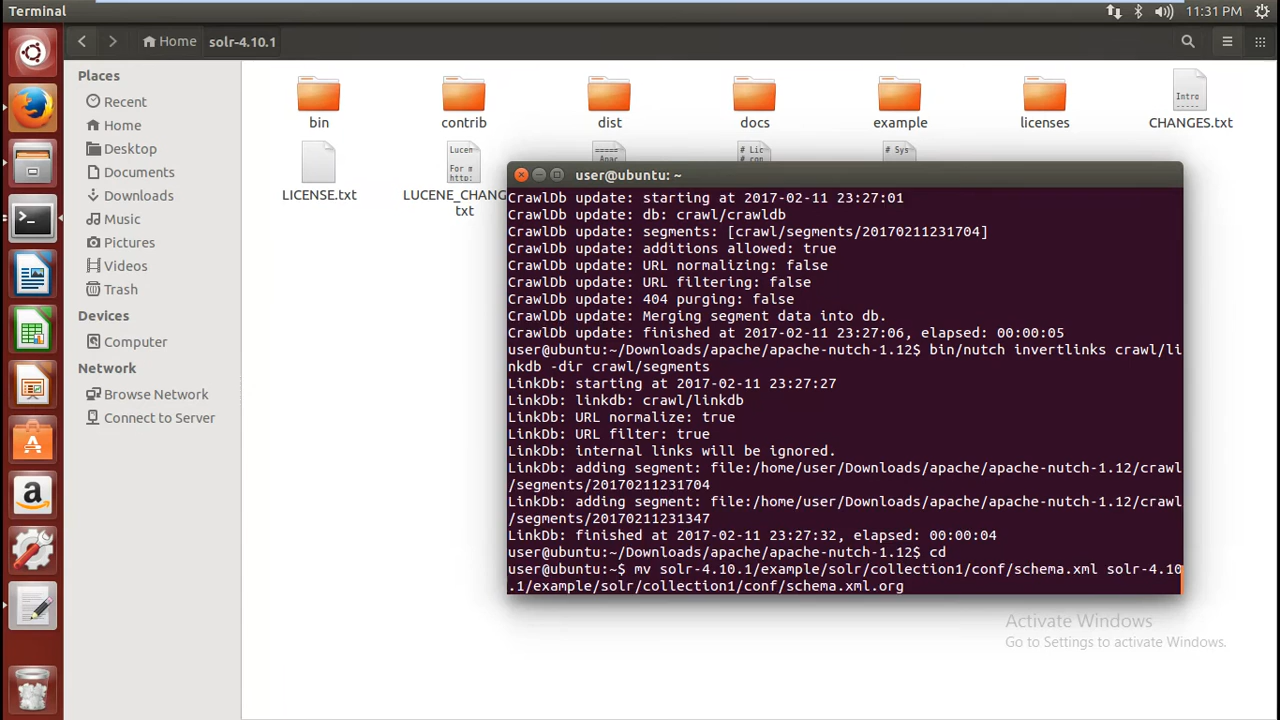 Terminal
11:31 PM
Home
solr-4.10.1
Places
Recent
Home
Desktop
Documents
Downloads
Music
Pictures
Videos
Trash
Devices
Computer
Network
Browse Network
Connect to Server
bin
contrib
dist
docs
example
licenses
Intro
-----
CHANGES.txt
LICENSE.txt
Lucen
For m
http:
LUCENE_CHANG
txt
=====
Apac
# Lic
# con
# Sys
user@ubuntu: ~
CrawlDb update: starting at 2017-02-11 23:27:01
CrawlDb update: db: crawl/crawldb
CrawlDb update: segments: [crawl/segments/20170211231704]
CrawlDb update: additions allowed: true
CrawlDb update: URL normalizing: false
CrawlDb update: URL filtering: false
CrawlDb update: 404 purging: false
CrawlDb update: Merging segment data into db.
CrawlDb update: finished at 2017-02-11 23:27:06, elapsed: 00:00:05
user@ubuntu:~/Downloads/apache/apache-nutch-1.12$ bin/nutch invertlinks crawl/li
nkdb -dir crawl/segments
LinkDb: starting at 2017-02-11 23:27:27
LinkDb: linkdb: crawl/linkdb
LinkDb: URL normalize: true
LinkDb: URL filter: true
LinkDb: internal links will be ignored.
LinkDb: adding segment: file:/home/user/Downloads/apache/apache-nutch-1.12/crawl
/segments/20170211231704
LinkDb: adding segment: file:/home/user/Downloads/apache/apache-nutch-1.12/crawl
/segments/20170211231347
LinkDb: finished at 2017-02-11 23:27:32, elapsed: 00:00:04
user@ubuntu:~/Downloads/apache/apache-nutch-1.12$ cd
user@ubuntu:~$ mv solr-4.10.1/example/solr/collection1/conf/schema.xml solr-4.10
.1/example/solr/collection1/conf/schema.xml.org
Activate Windows
Go to Settings to activate Windows.